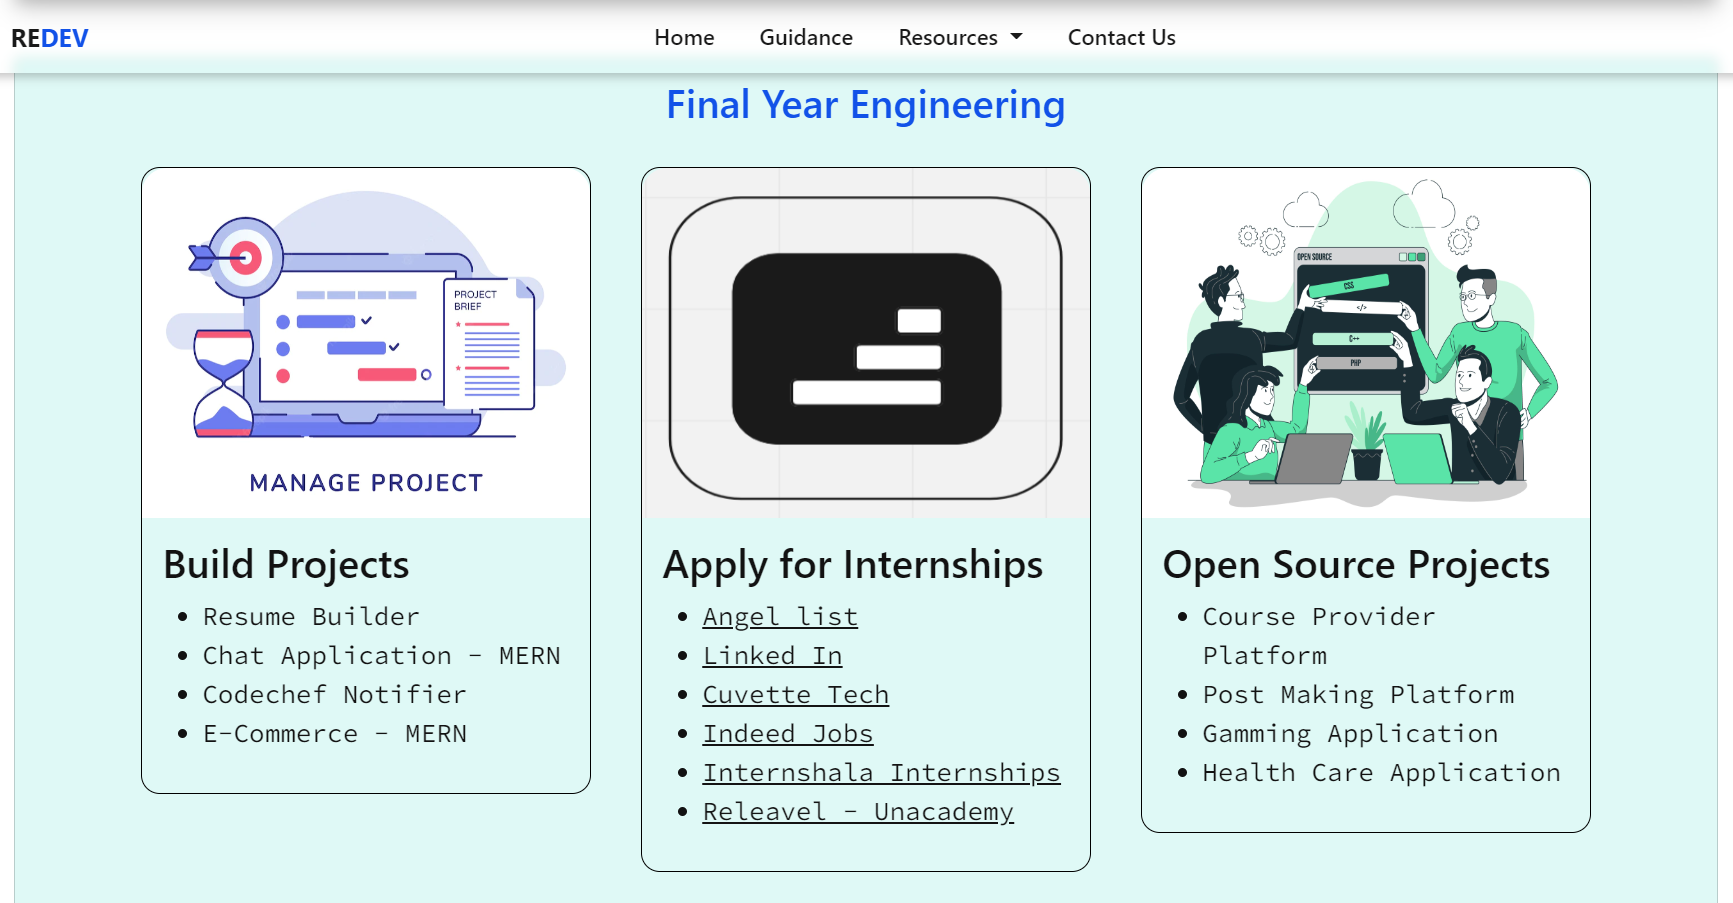 REDEV
Home Guidance Resources Contact Us
Final Year Engineering
PROJECT
BRIEF
MANAGE PROJECT
Build Projects
Resume Builder
Chat Application - MERN
Codechef Notifier
E-Commerce - MERN
Apply for Internships
Angel list
Linked In
Cuvette Tech
Indeed Jobs
Internshala Internships
Releavel - Unacademy
OPEN SOURCE
CSS
</>
C++
PHP
Open Source Projects
Course Provider
Platform
Post Making Platform
Gamming Application
Health Care Application